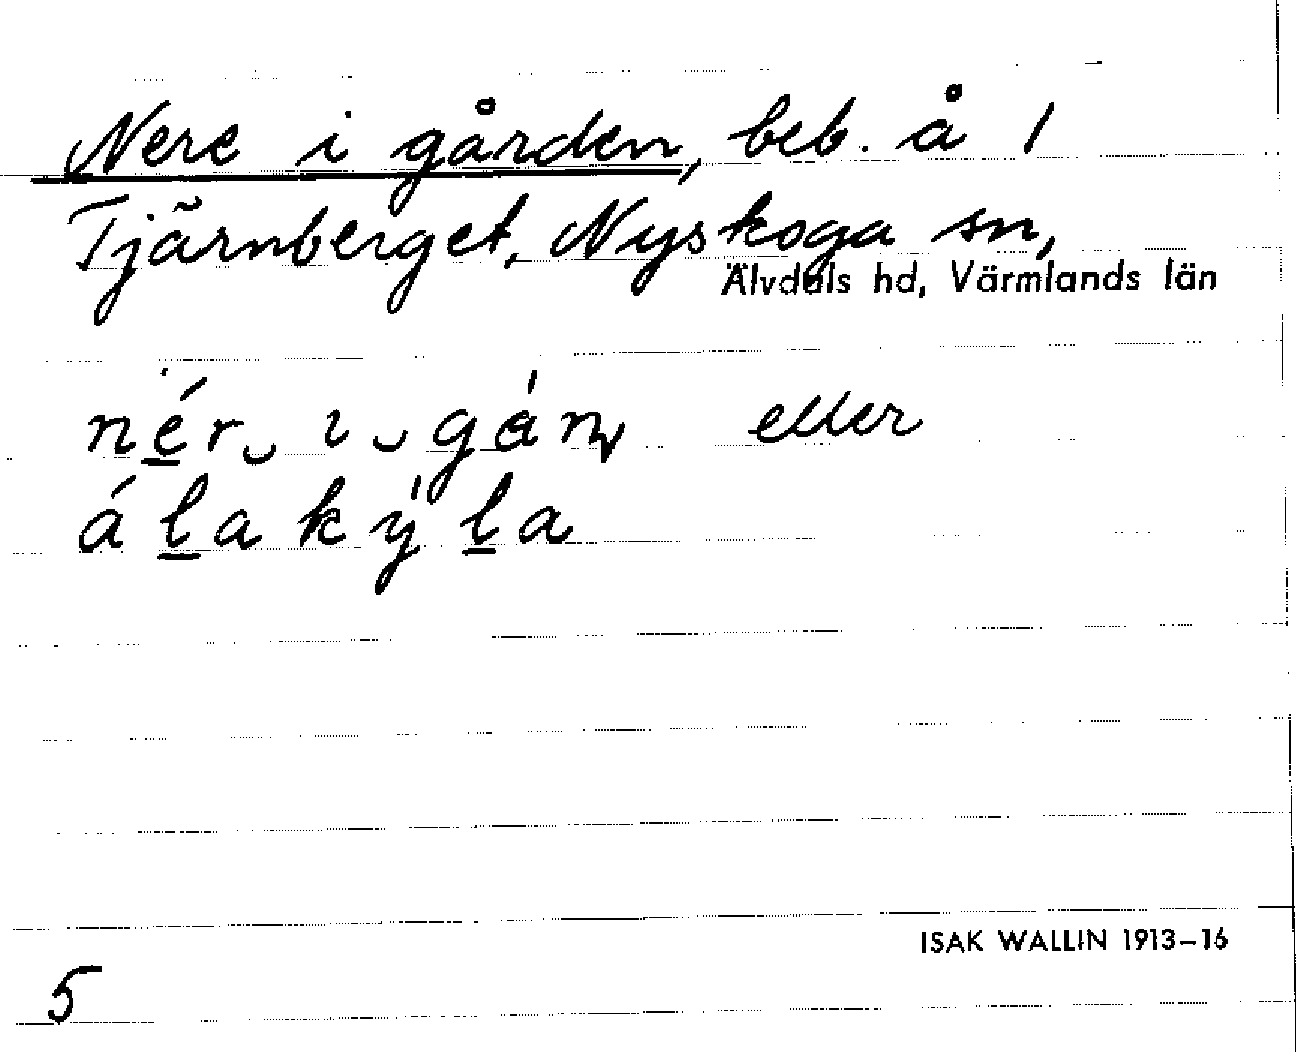 Nere i gården, beb. å 1
Tjärnberget, Nyskoga sn,
Älvdals hd, Värmlands län
nér‿ ı‿gán eller
álakýla
ISAK WALLIN 1913–16
5